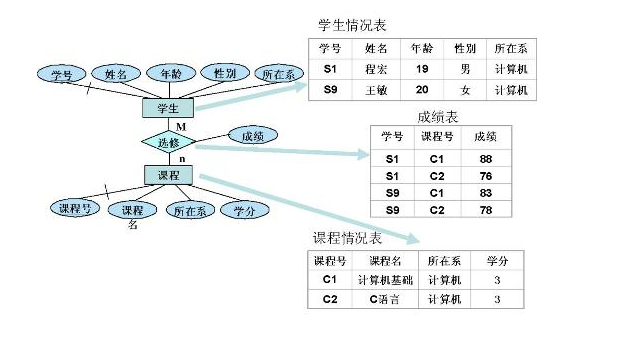 学生情况表
学号 姓名 年龄 性别 所在系
S1 程宏 19 男 计算机
S9 王敏 20 女 计算机
学号 姓名 年龄 性别 所在系
学生
M
选修
成绩
n
课程
课程号 课程名 所在系 学分
成绩表
学号 课程号 成绩
S1 C1 88
S1 C2 76
S9 C1 83
S9 C2 78
课程情况表
课程号 课程名 所在系 学分
C1 计算机基础 计算机 3
C2 C语言 计算机 3